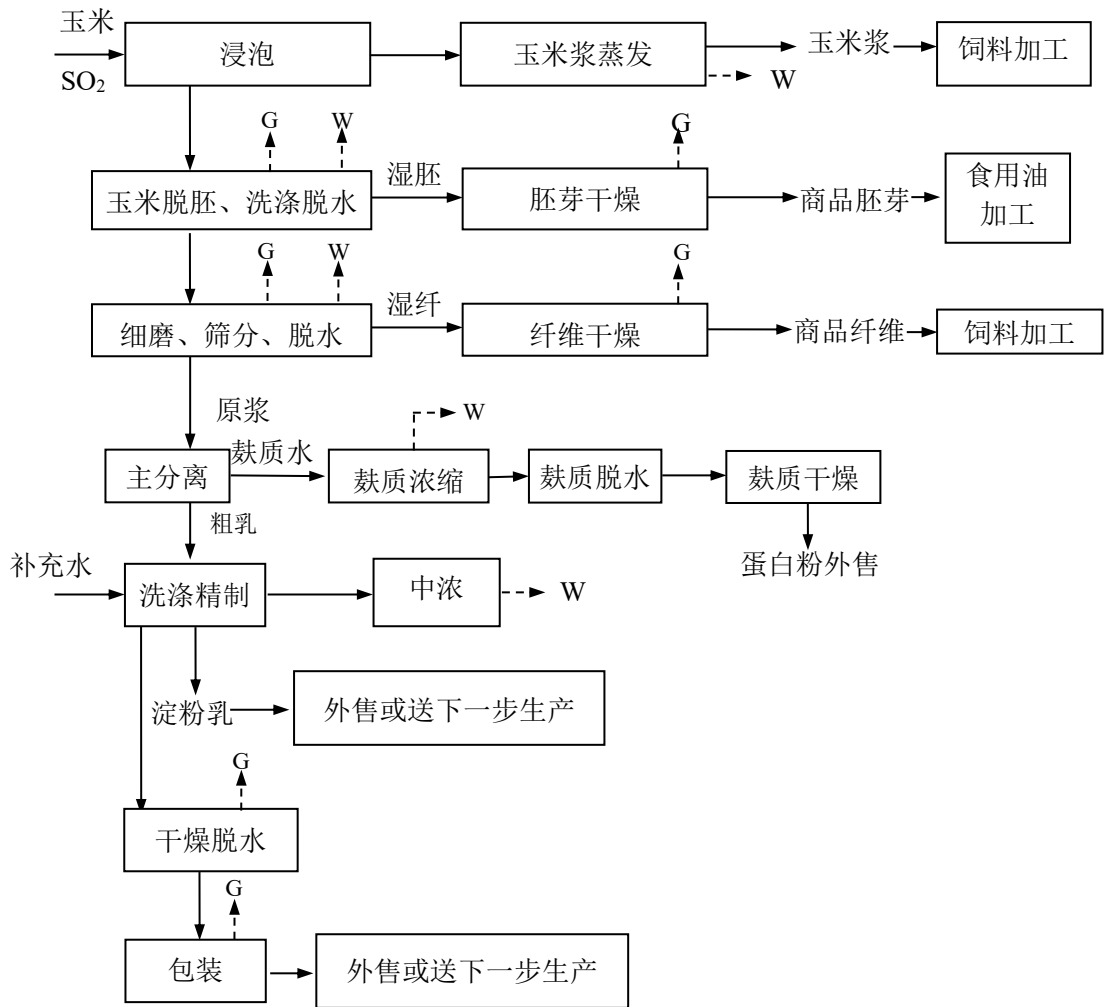 玉米
SO2
浸泡
玉米浆蒸发
玉米浆
饲料加工
W
G
W
G
玉米脱胚、洗涤脱水
湿胚
胚芽干燥
商品胚芽
食用油
加工
G
W
G
细磨、筛分、脱水
湿纤
纤维干燥
商品纤维
饲料加工
原浆
W
主分离
麸质水
麸质浓缩
麸质脱水
麸质干燥
粗乳
蛋白粉外售
补充水
洗涤精制
中浓
W
淀粉乳
外售或送下一步生产
G
干燥脱水
G
包装
外售或送下一步生产